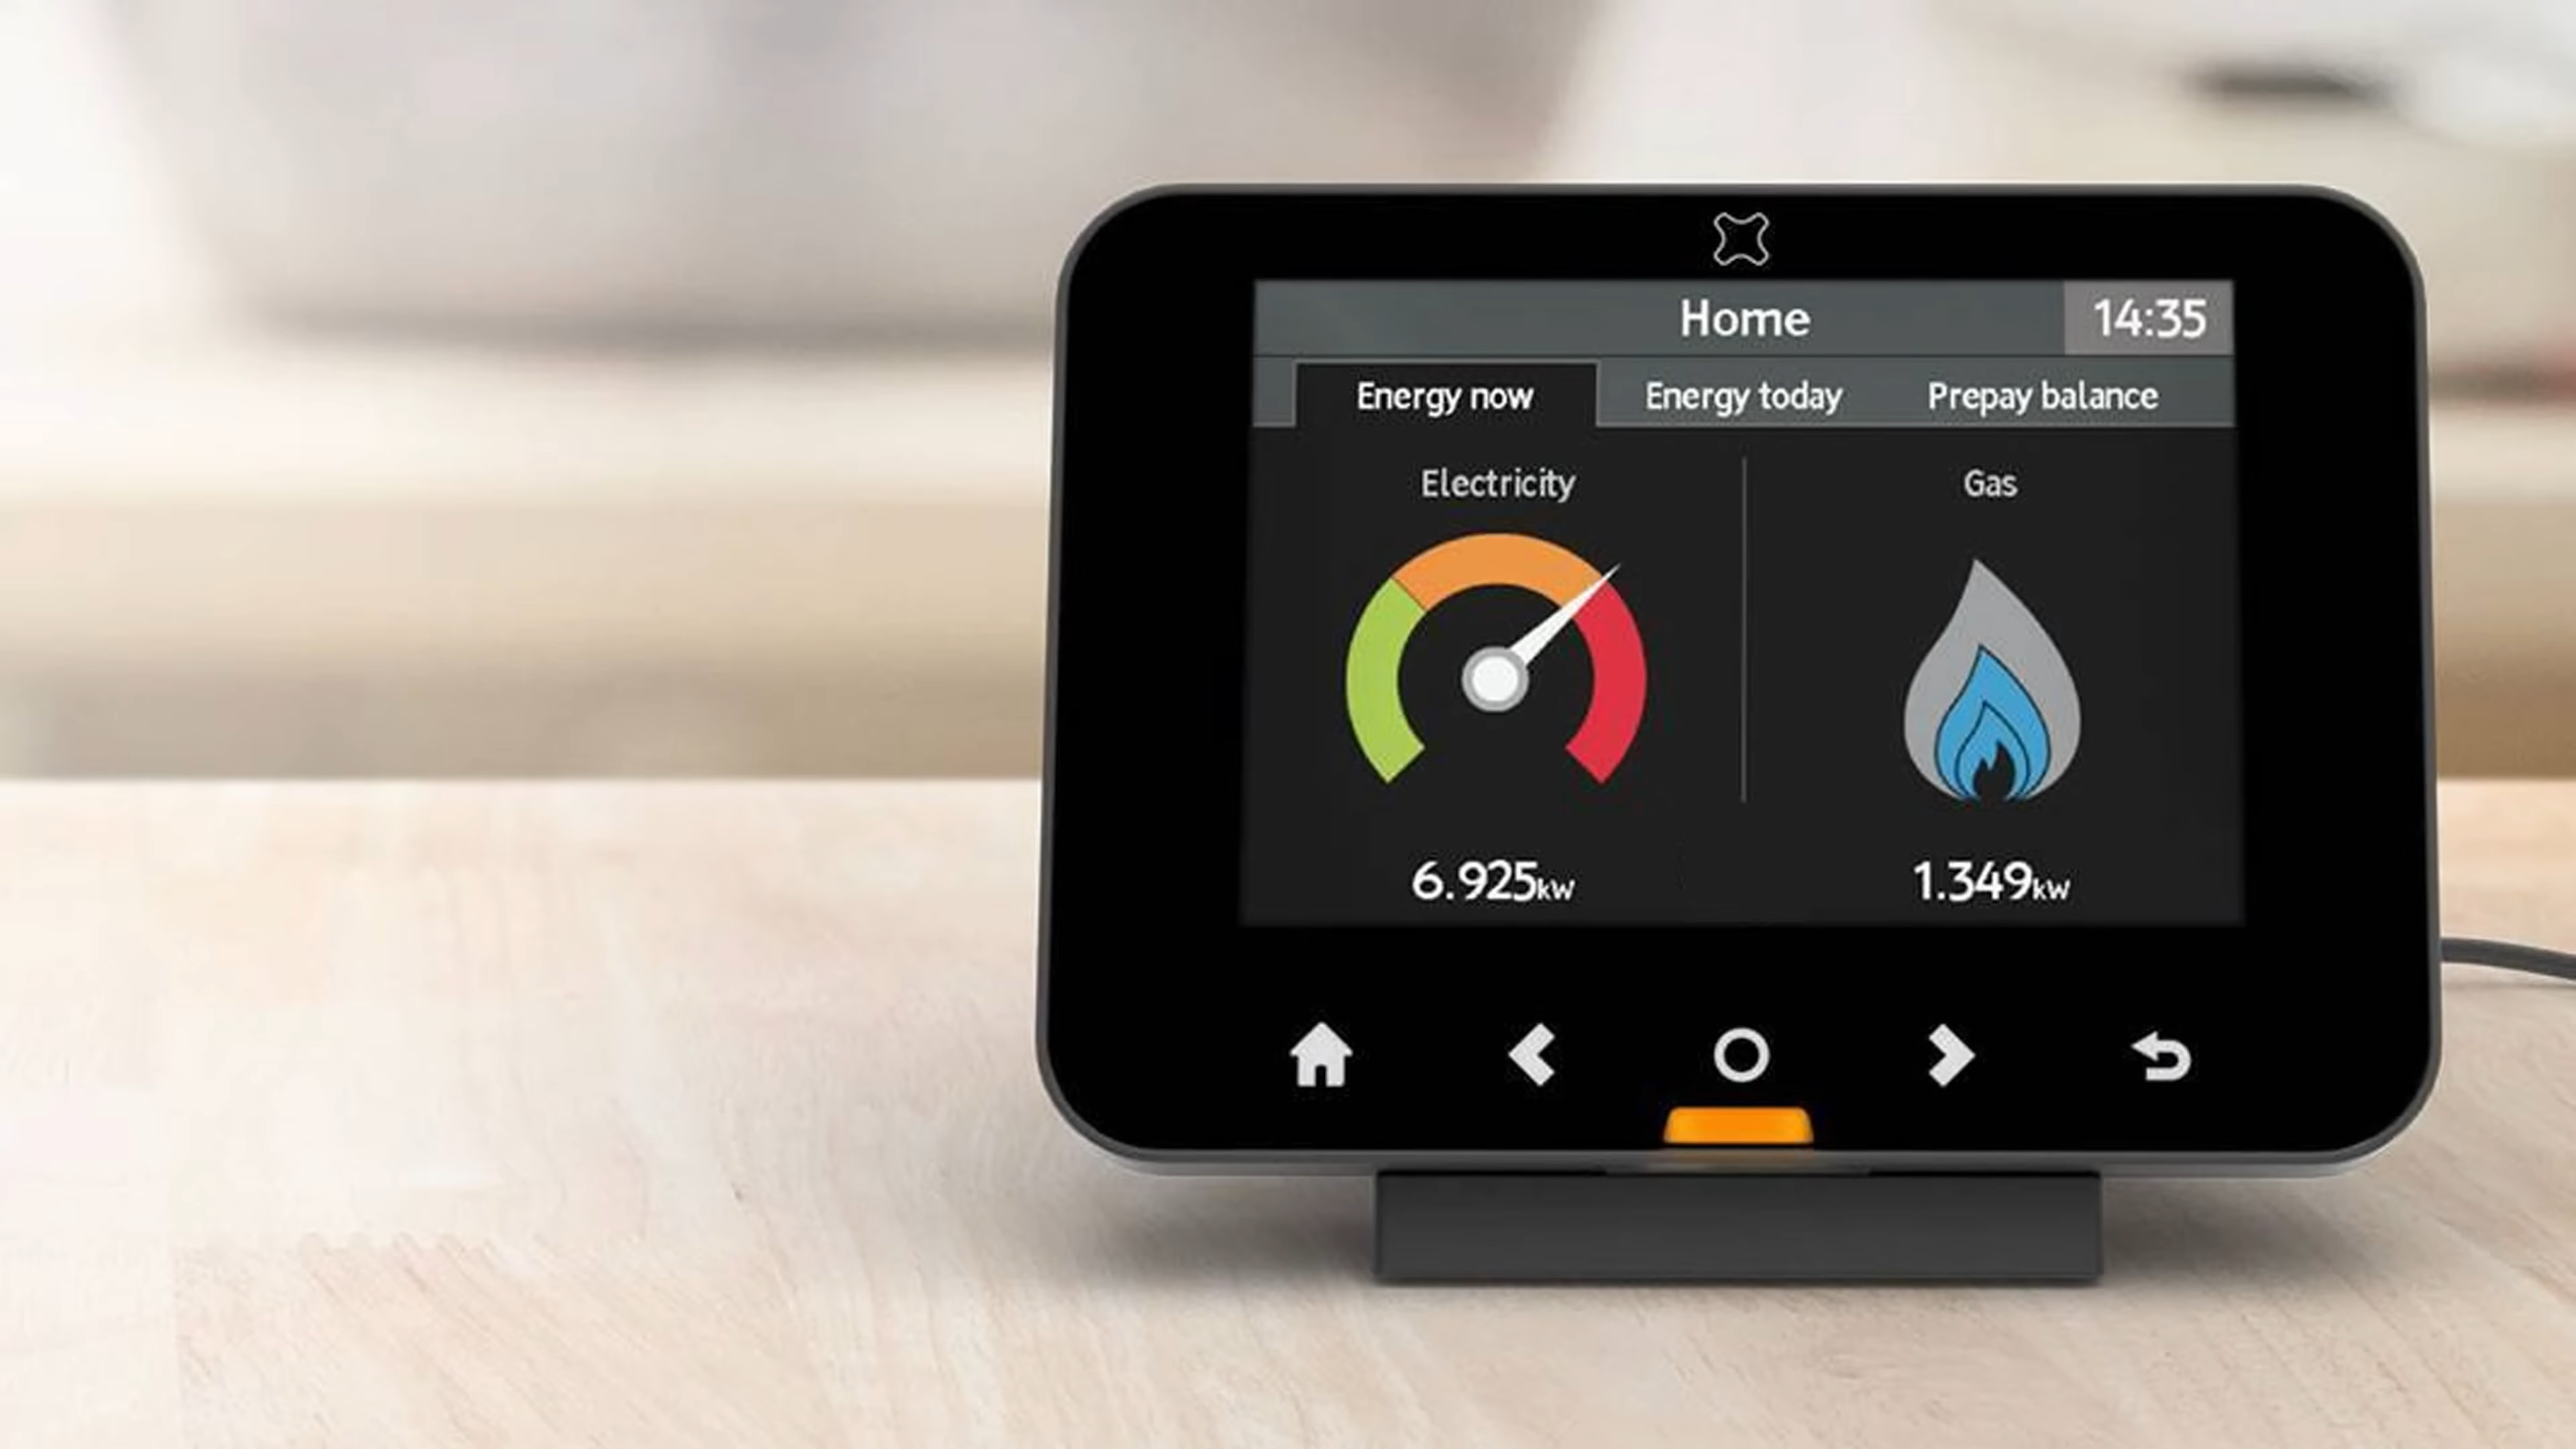 Home
14:35
Energy now
Energy today
Prepay balance
Electricity
Gas
6.925kW
1.349kW